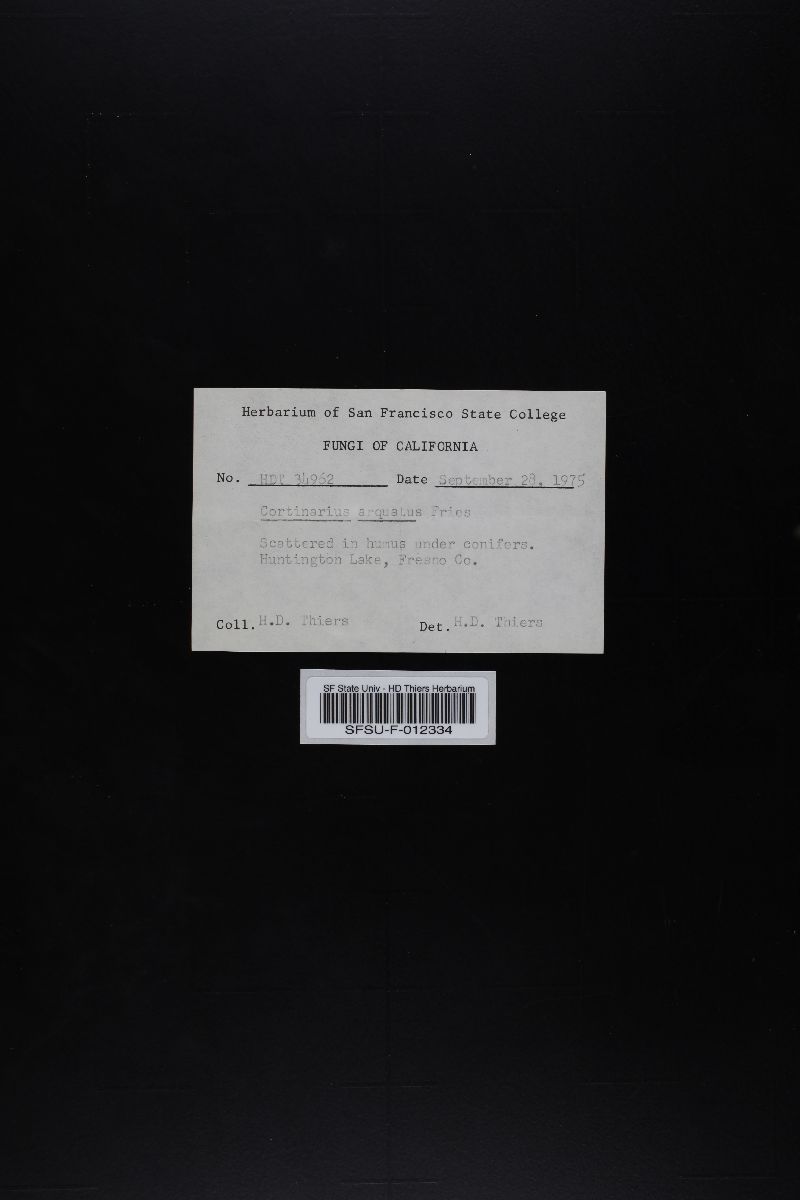 Herbarium of San Francisco State College
FUNGI OF CALIFORNIA
No. HDT 34962 Date September 28, 1975
Cortinarius arquatus Fries
Scattered in humus under conifers.
Huntington Lake, Fresno Co.
Coll. H.D. Thiers Det. H.D. Thiers
SF State Univ - HD Thiers Herbarium
SFSU-F-012334